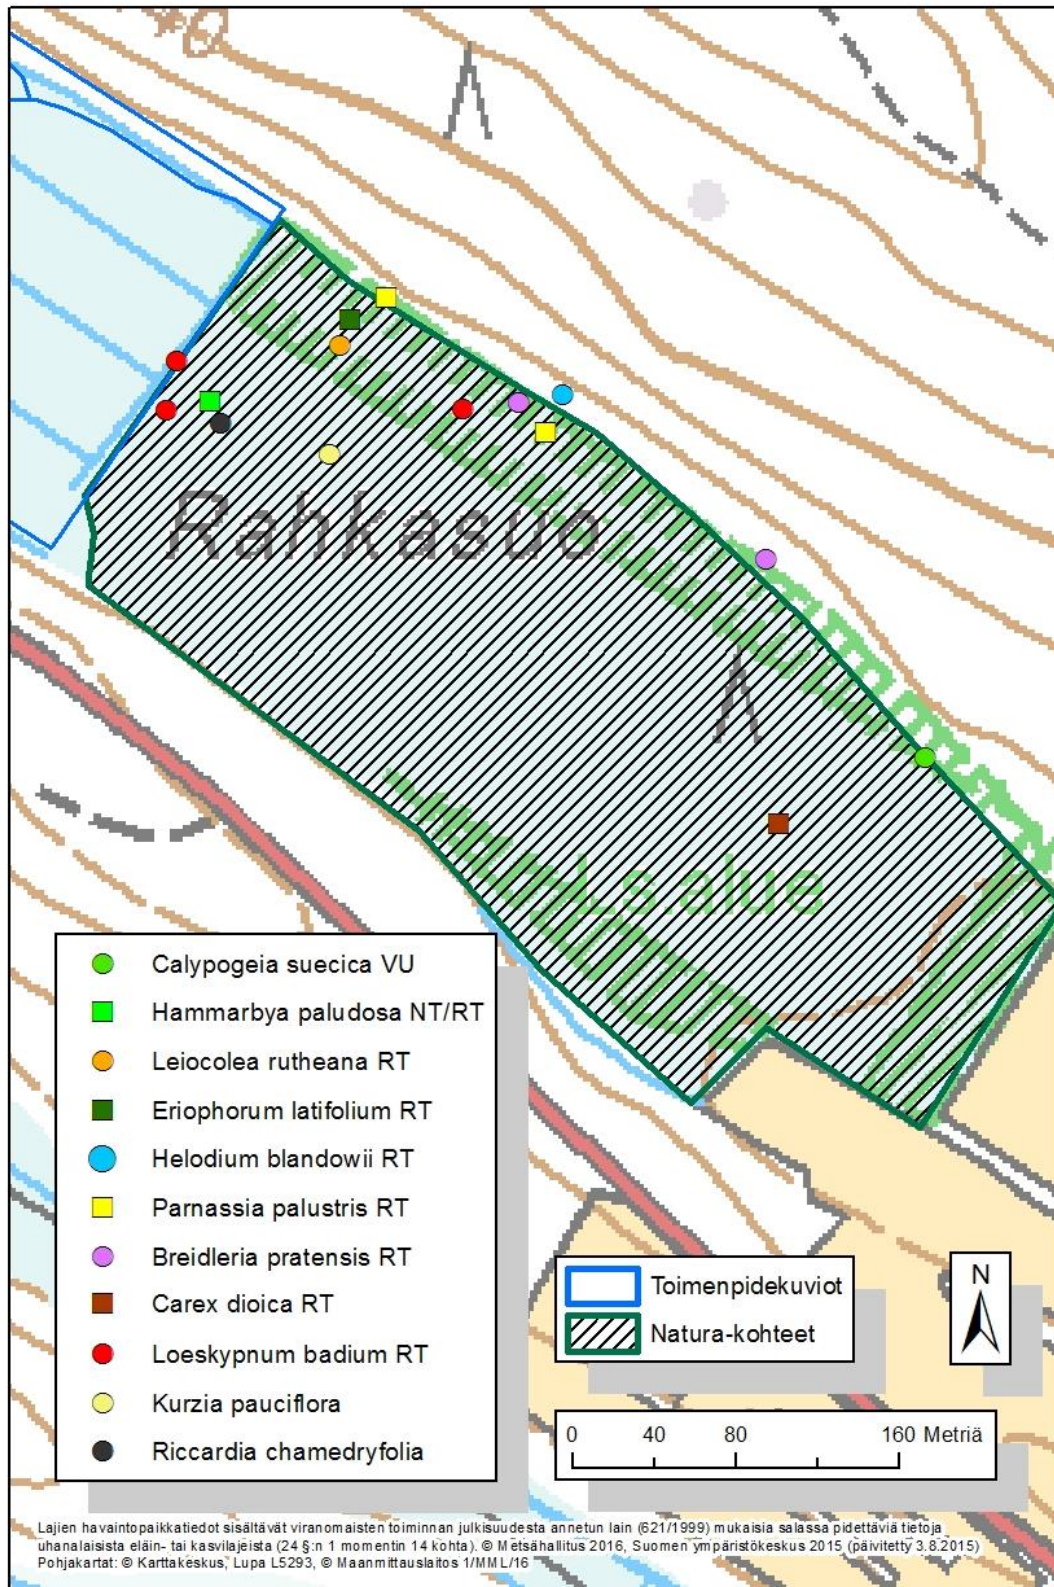 Rahkasuo
Ls.alue
Calypogeia suecica VU
Hammarbya paludosa NT/RT
Leiocolea rutheana RT
Eriophorum latifolium RT
Helodium blandowii RT
Parnassia palustris RT
Breidleria pratensis RT
Carex dioica RT
Loeskypnum badium RT
Kurzia pauciflora
Riccardia chamedryfolia
Toimenpidekuviot
Natura-kohteet
N
0 40 80 160 Metriä
Lajien havaintopaikkatiedot sisältävät viranomaisten toiminnan julkisuudesta annetun lain (621/1999) mukaisia salassa pidettäviä tietoja
uhanalaisista eläin- tai kasvilajeista (24 §:n 1 momentin 14 kohta). © Metsähallitus 2016, Suomen ympäristökeskus 2015 (päivitetty 3.8.2015)
Pohjakartat: © Karttakeskus, Lupa L5293, © Maanmittauslaitos 1/MML/16